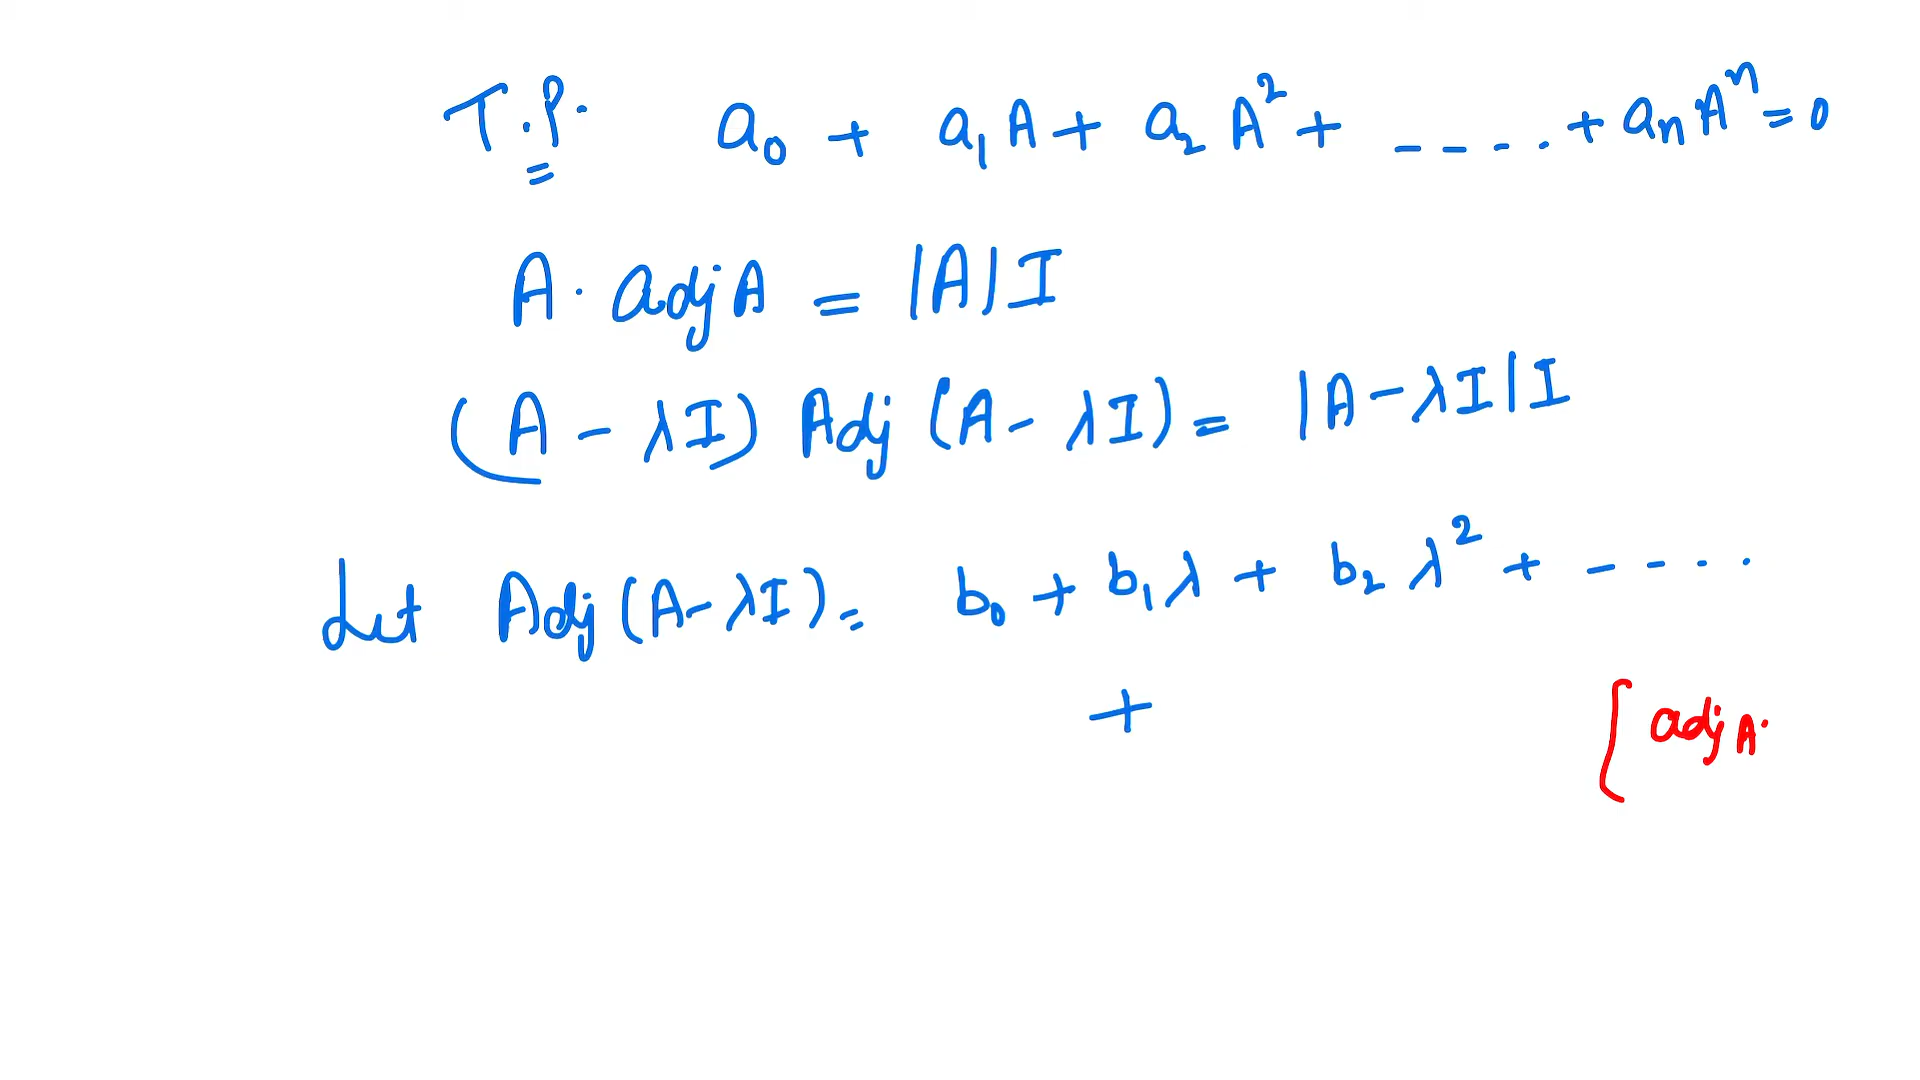 T.P. a₀ + a₁A + a₂A² + ----.. + aₙAⁿ = 0
A. adj A = |A| I
(A - λI) Adj (A - λI) = |A - λI| I
Let Adj (A - λI) = b₀ + b₁λ + b₂λ² + ----..
+
[ adj A.